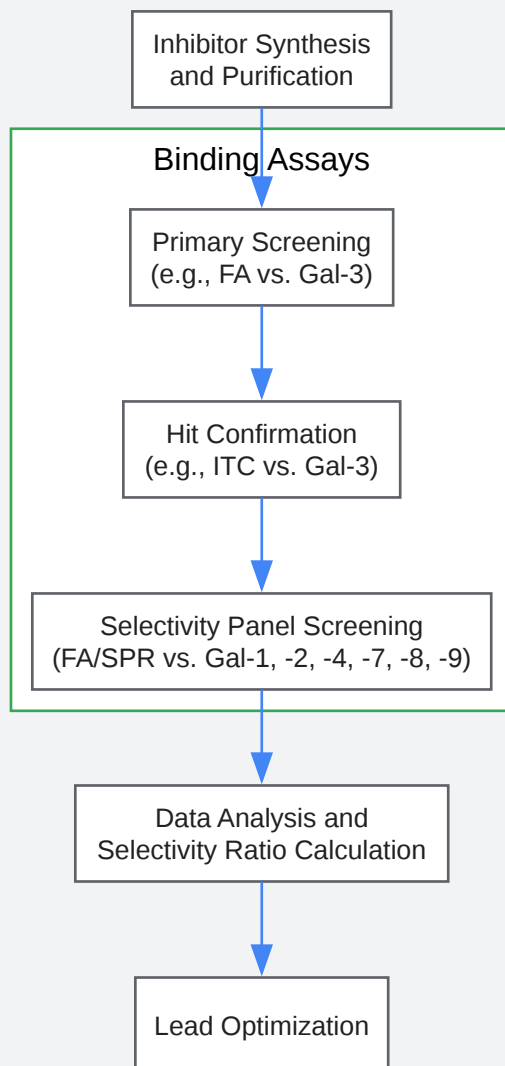 Inhibitor Synthesis
and Purification
Binding Assays
Primary Screening
(e.g., FA vs. Gal-3)
Hit Confirmation
(e.g., ITC vs. Gal-3)
Selectivity Panel Screening
(FA/SPR vs. Gal-1, -2, -4, -7, -8, -9)
Data Analysis and
Selectivity Ratio Calculation
Lead Optimization